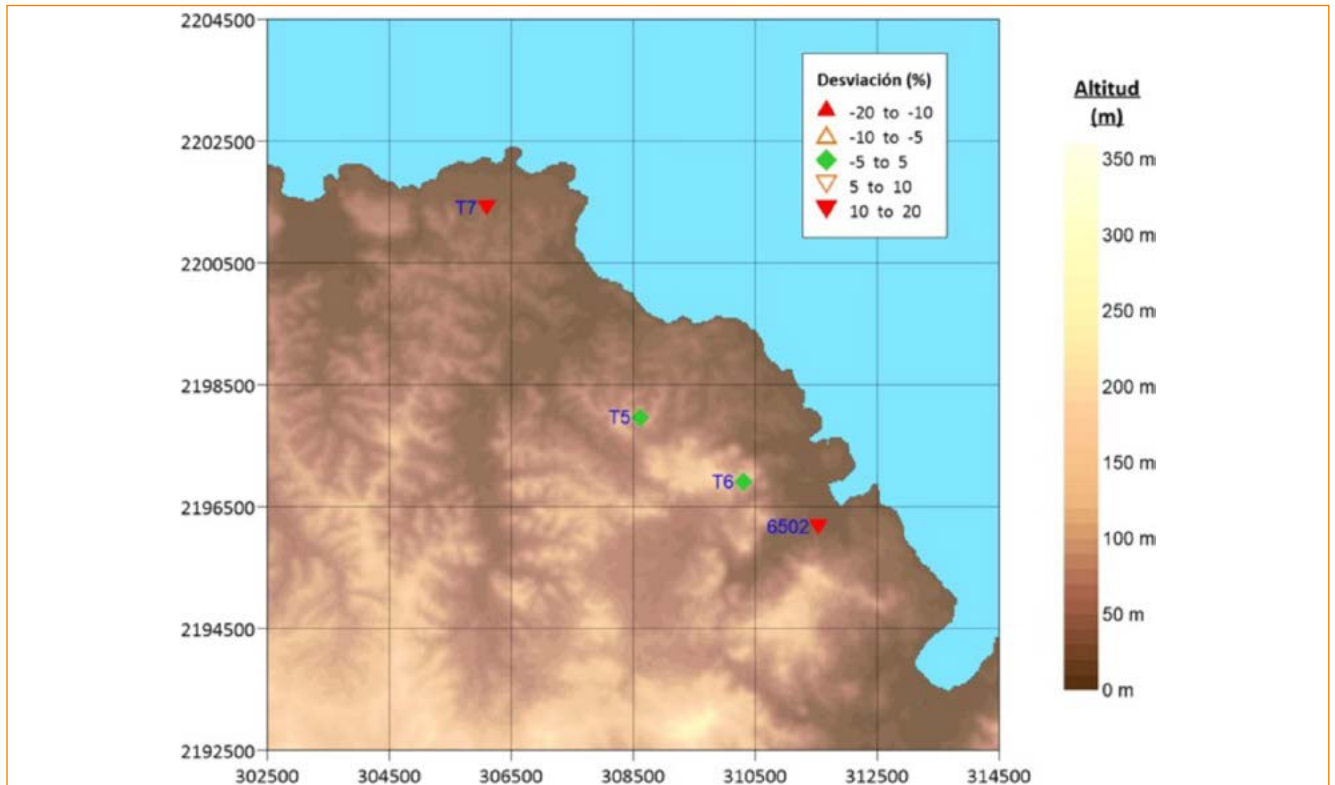 2204500
2202500
2200500
2198500
2196500
2194500
2192500
302500 304500 306500 308500 310500 312500 314500
T7
T5
T6
6502
Desviación (%)
-20 to -10
-10 to -5
-5 to 5
5 to 10
10 to 20
Altitud
(m)
350 m
300 m
250 m
200 m
150 m
100 m
50 m
0 m